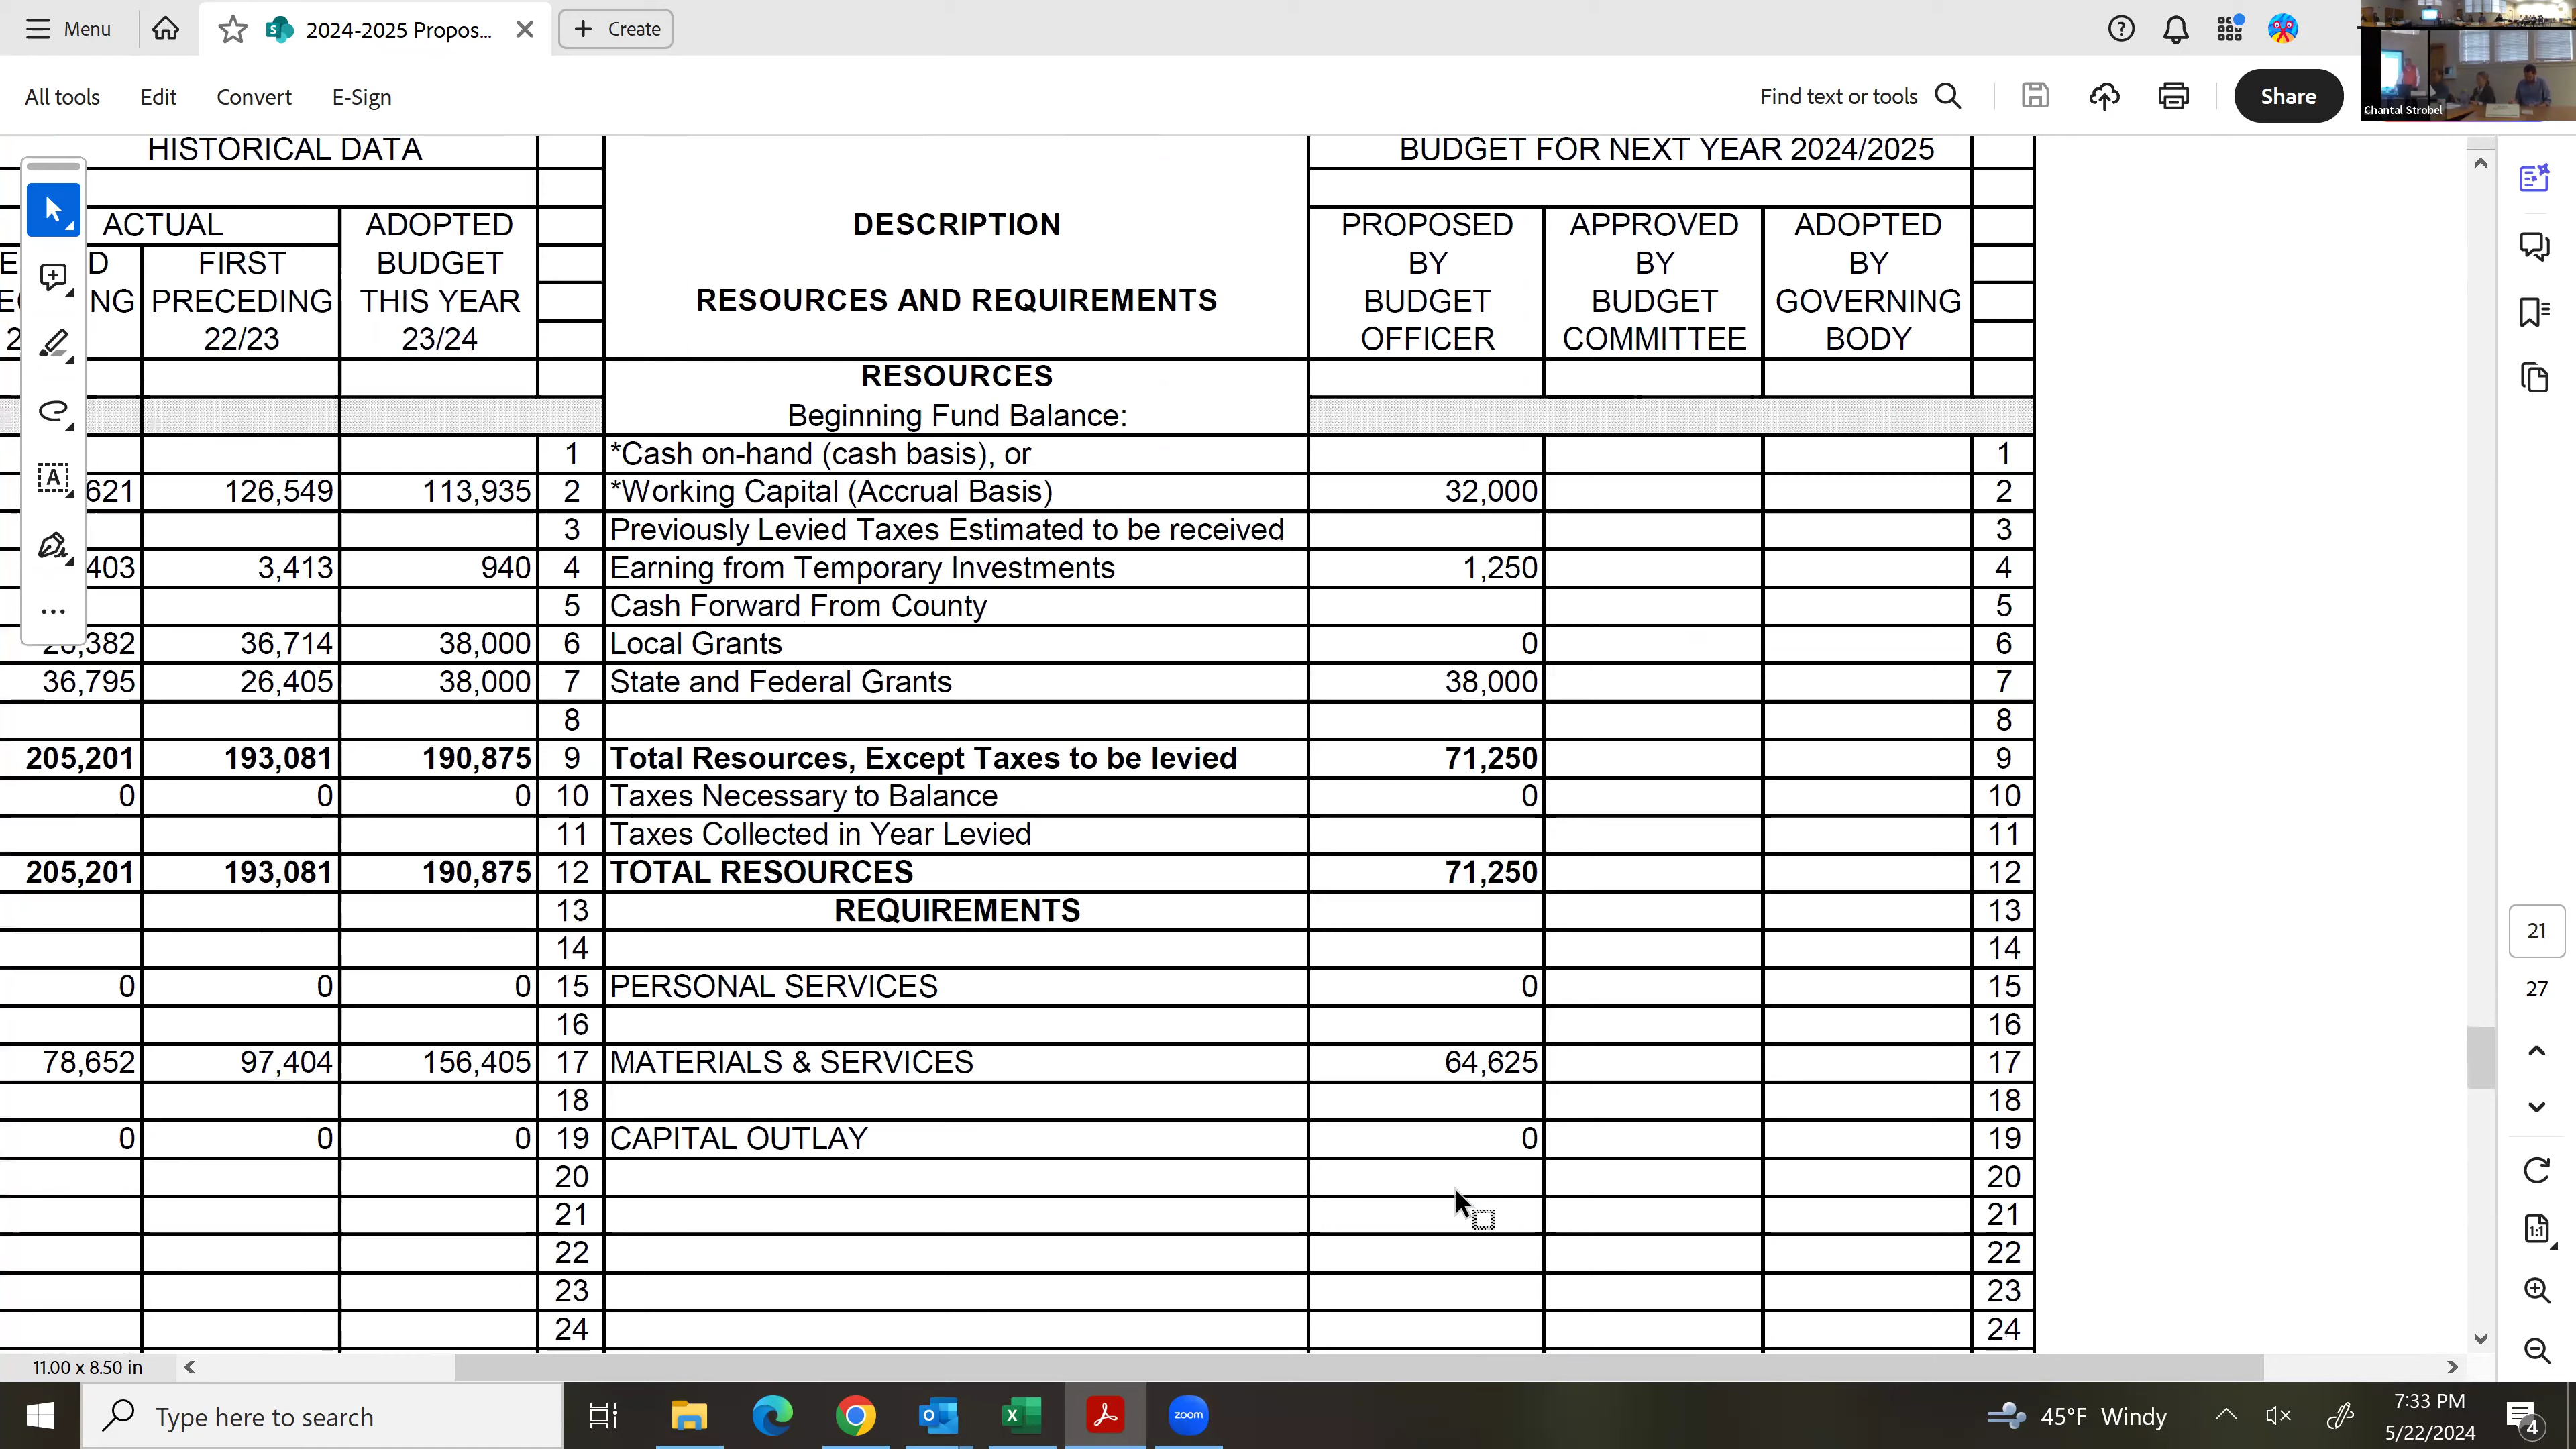 Menu
2024-2025 Propos...
Create
All tools
Edit
Convert
E-Sign
Find text or tools
Share
Chantal Strobel
HISTORICAL DATA
BUDGET FOR NEXT YEAR 2024/2025
ACTUAL
FIRST
PRECEDING
22/23
ADOPTED
BUDGET
THIS YEAR
23/24
DESCRIPTION
RESOURCES AND REQUIREMENTS
PROPOSED
BY
BUDGET
OFFICER
APPROVED
BY
BUDGET
COMMITTEE
ADOPTED
BY
GOVERNING
BODY
RESOURCES
Beginning Fund Balance:
1 *Cash on-hand (cash basis), or 1
621 126,549 113,935 2 *Working Capital (Accrual Basis) 32,000 2
3 Previously Levied Taxes Estimated to be received 3
403 3,413 940 4 Earning from Temporary Investments 1,250 4
5 Cash Forward From County 5
382 36,714 38,000 6 Local Grants 0 6
36,795 26,405 38,000 7 State and Federal Grants 38,000 7
8 8
205,201 193,081 190,875 9 Total Resources, Except Taxes to be levied 71,250 9
0 0 0 10 Taxes Necessary to Balance 0 10
11 Taxes Collected in Year Levied 11
205,201 193,081 190,875 12 TOTAL RESOURCES 71,250 12
13 REQUIREMENTS 13
14 14
0 0 0 15 PERSONAL SERVICES 0 15
16 16
78,652 97,404 156,405 17 MATERIALS & SERVICES 64,625 17
18 18
0 0 0 19 CAPITAL OUTLAY 0 19
20 20
21 21
22 22
23 23
24 24
21
27
1:1
11.00 x 8.50 in
Type here to search
zoom
45°F Windy
7:33 PM
5/22/2024
4